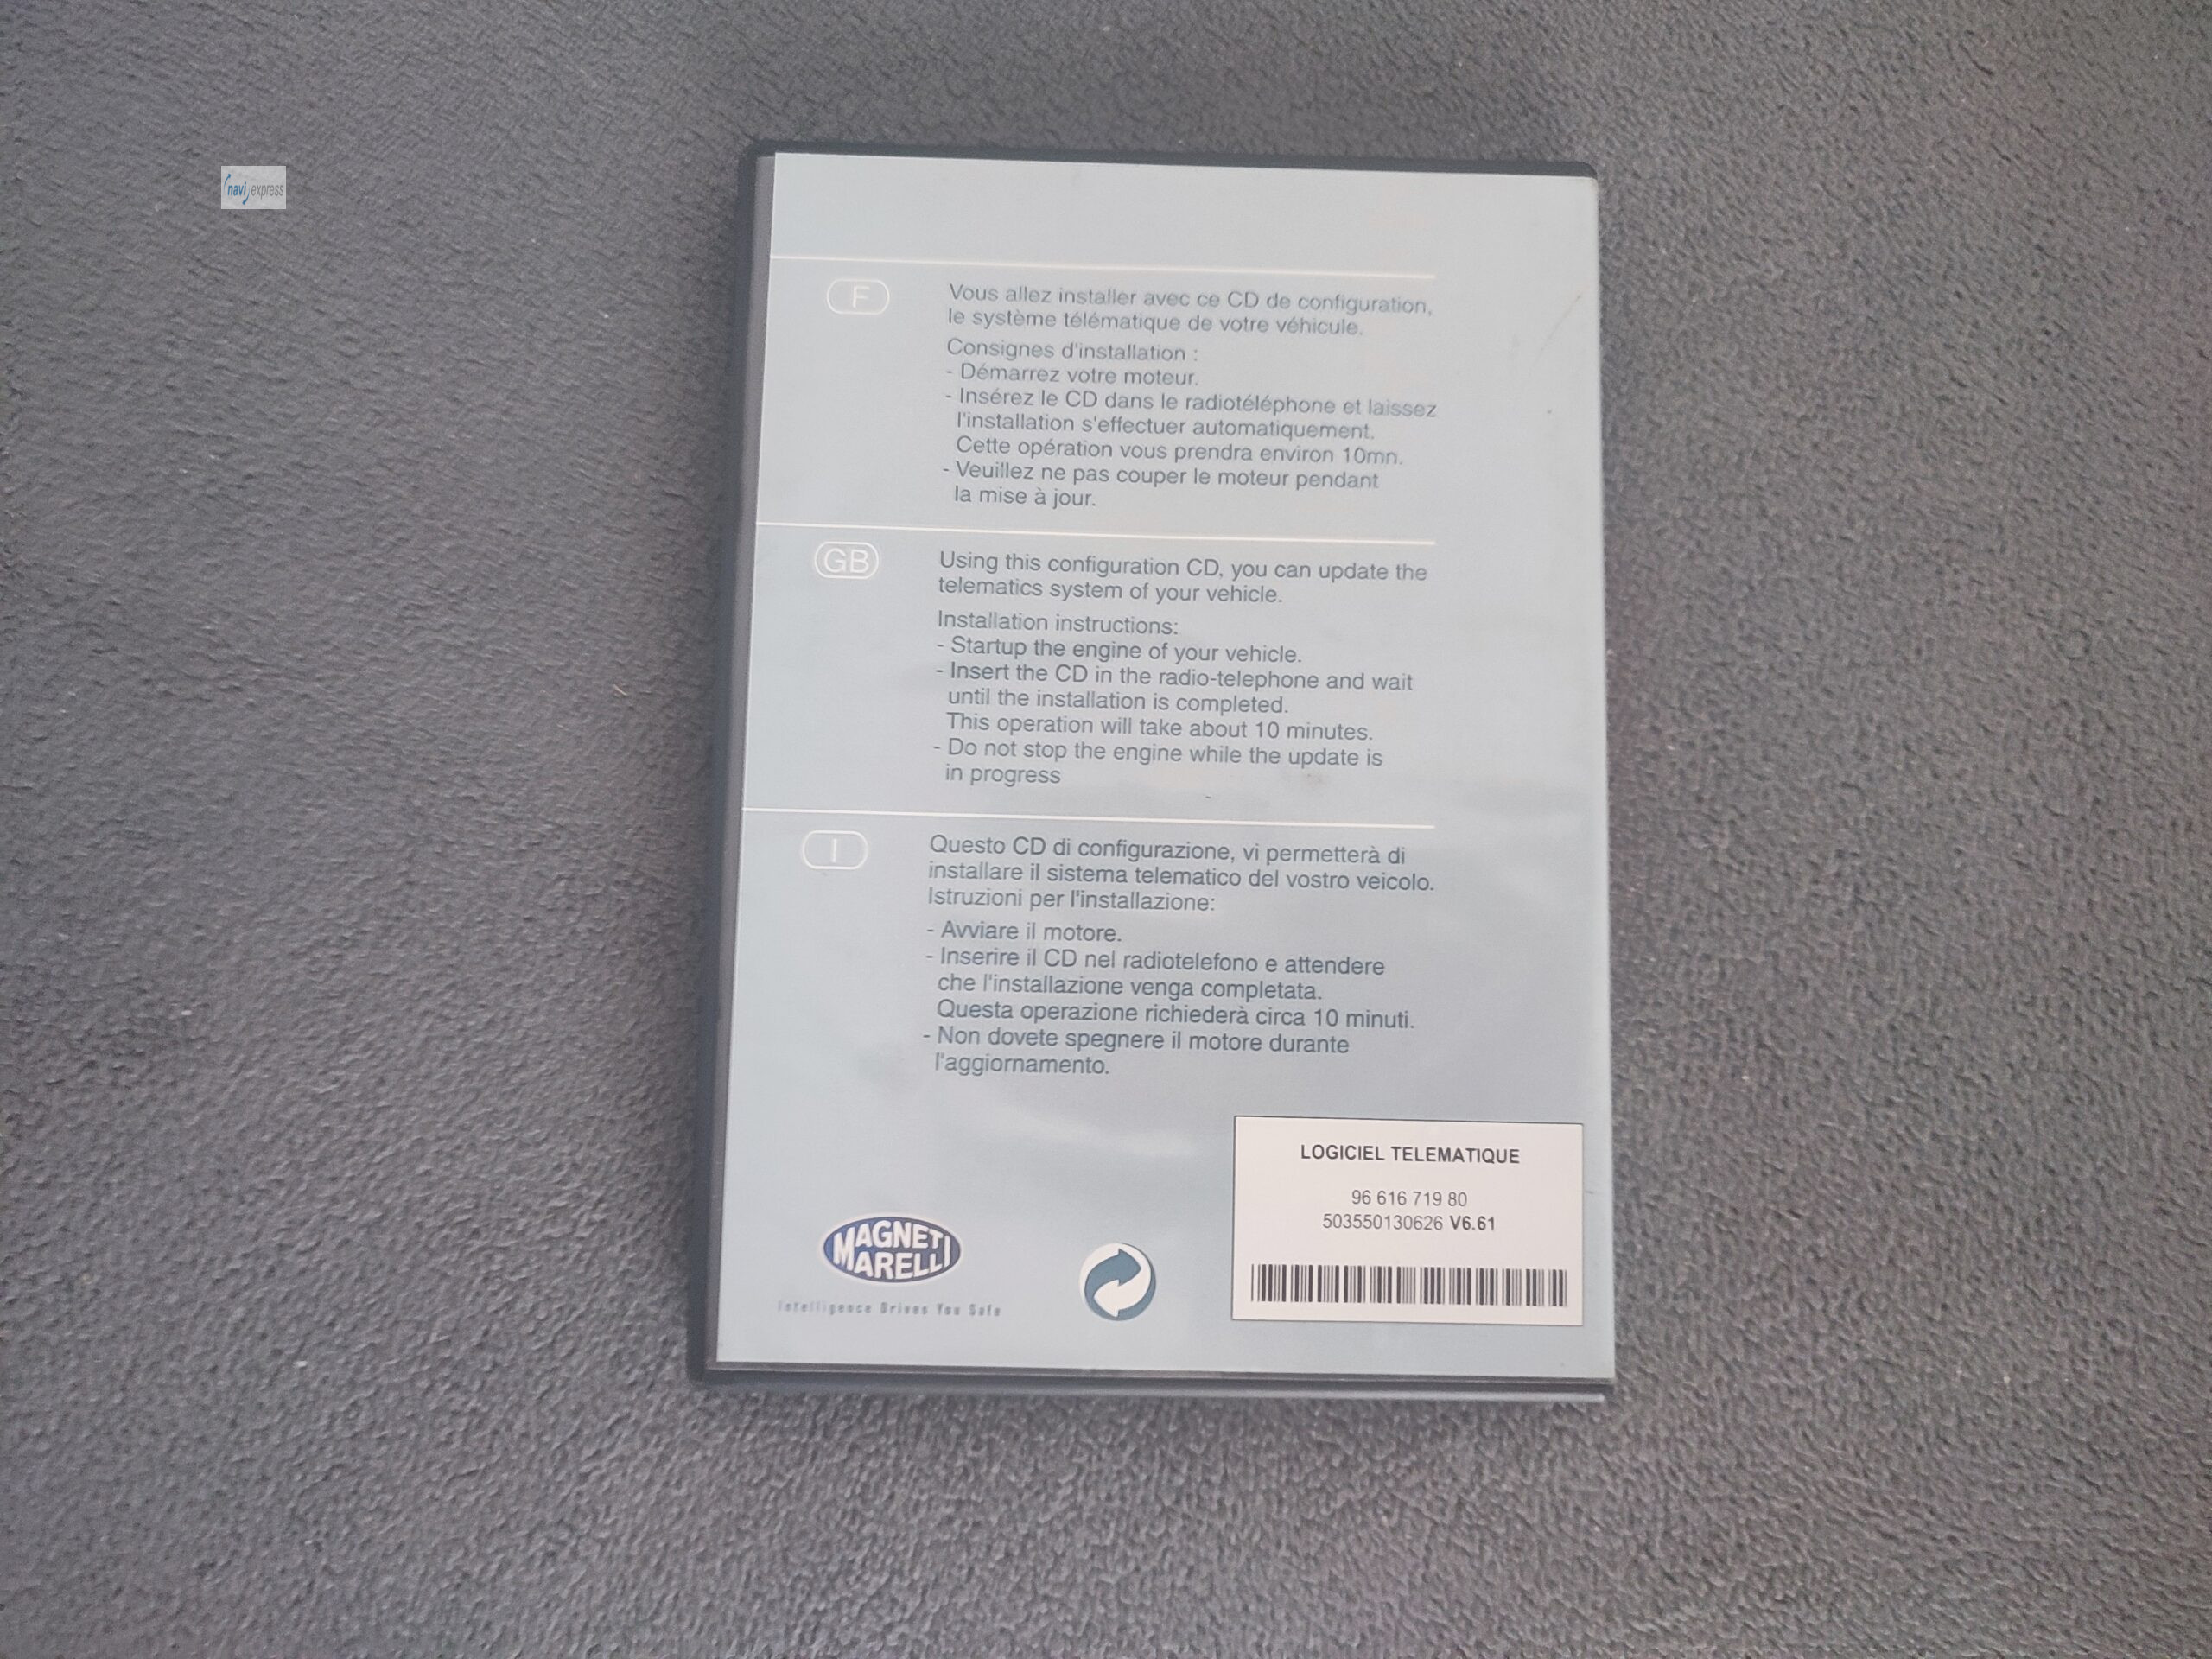 navi express
F
Vous allez installer avec ce CD de configuration,
le système télématique de votre véhicule.
Consignes d'installation :
- Démarrez votre moteur.
- Insérez le CD dans le radiotéléphone et laissez
l'installation s'effectuer automatiquement.
Cette opération vous prendra environ 10mn.
- Veuillez ne pas couper le moteur pendant
la mise à jour.
GB
Using this configuration CD, you can update the
telematics system of your vehicle.
Installation instructions:
- Startup the engine of your vehicle.
- Insert the CD in the radio-telephone and wait
until the installation is completed.
This operation will take about 10 minutes.
- Do not stop the engine while the update is
in progress
I
Questo CD di configurazione, vi permetterà di
installare il sistema telematico del vostro veicolo.
Istruzioni per l'installazione:
- Avviare il motore.
- Inserire il CD nel radiotelefono e attendere
che l'installazione venga completata.
Questa operazione richiederà circa 10 minuti.
- Non dovete spegnere il motore durante
l'aggiornamento.
LOGICIEL TELEMATIQUE
96 616 719 80
503550130626 V6.61
MAGNETI
MARELLI
Intelligence Drives You Safe